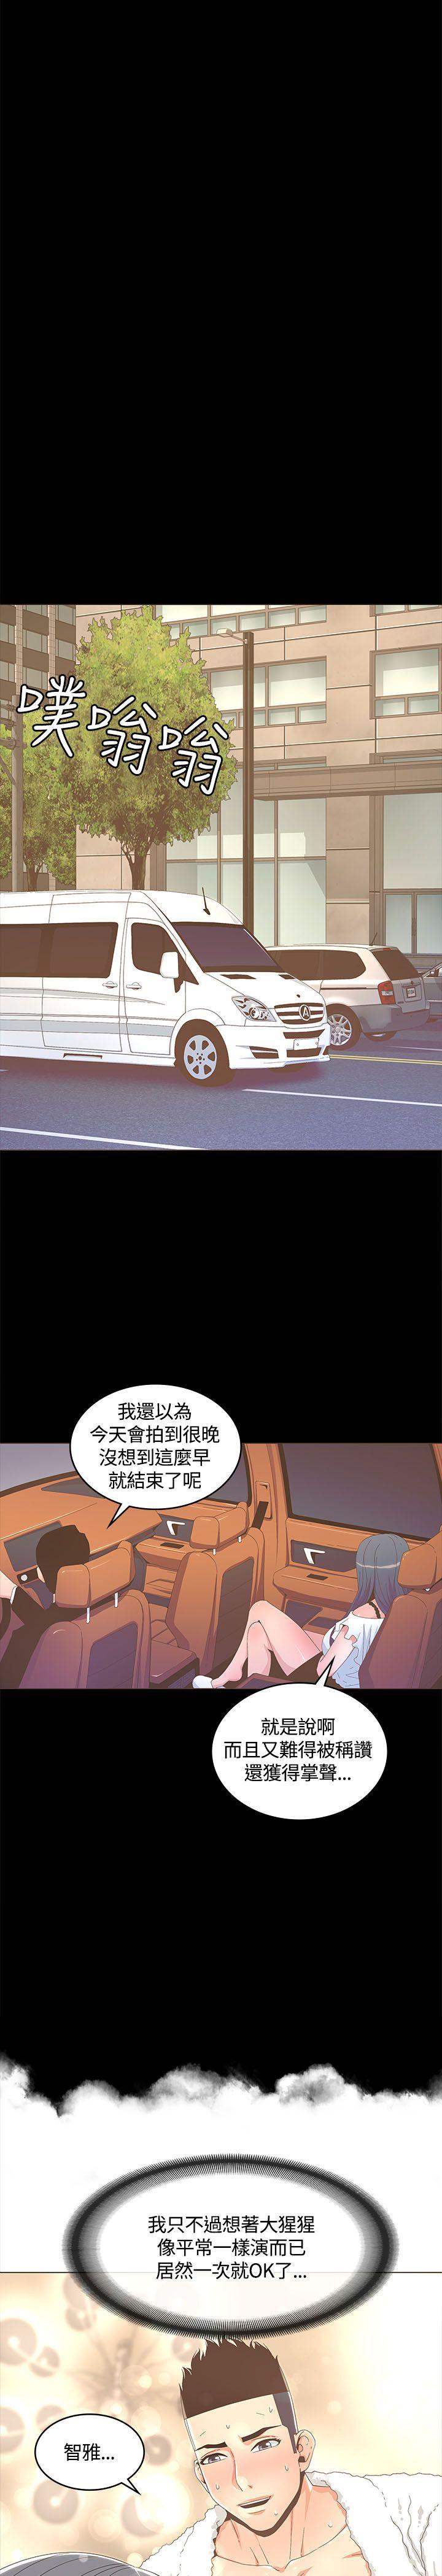 噗嗡嗡
我還以為
今天會拍到很晚
沒想到這麼早
就結束了呢
就是說啊
而且又難得被稱讚
還獲得掌聲...
我只不過想著大猩猩
像平常一樣演而已
居然一次就OK了...
智雅...